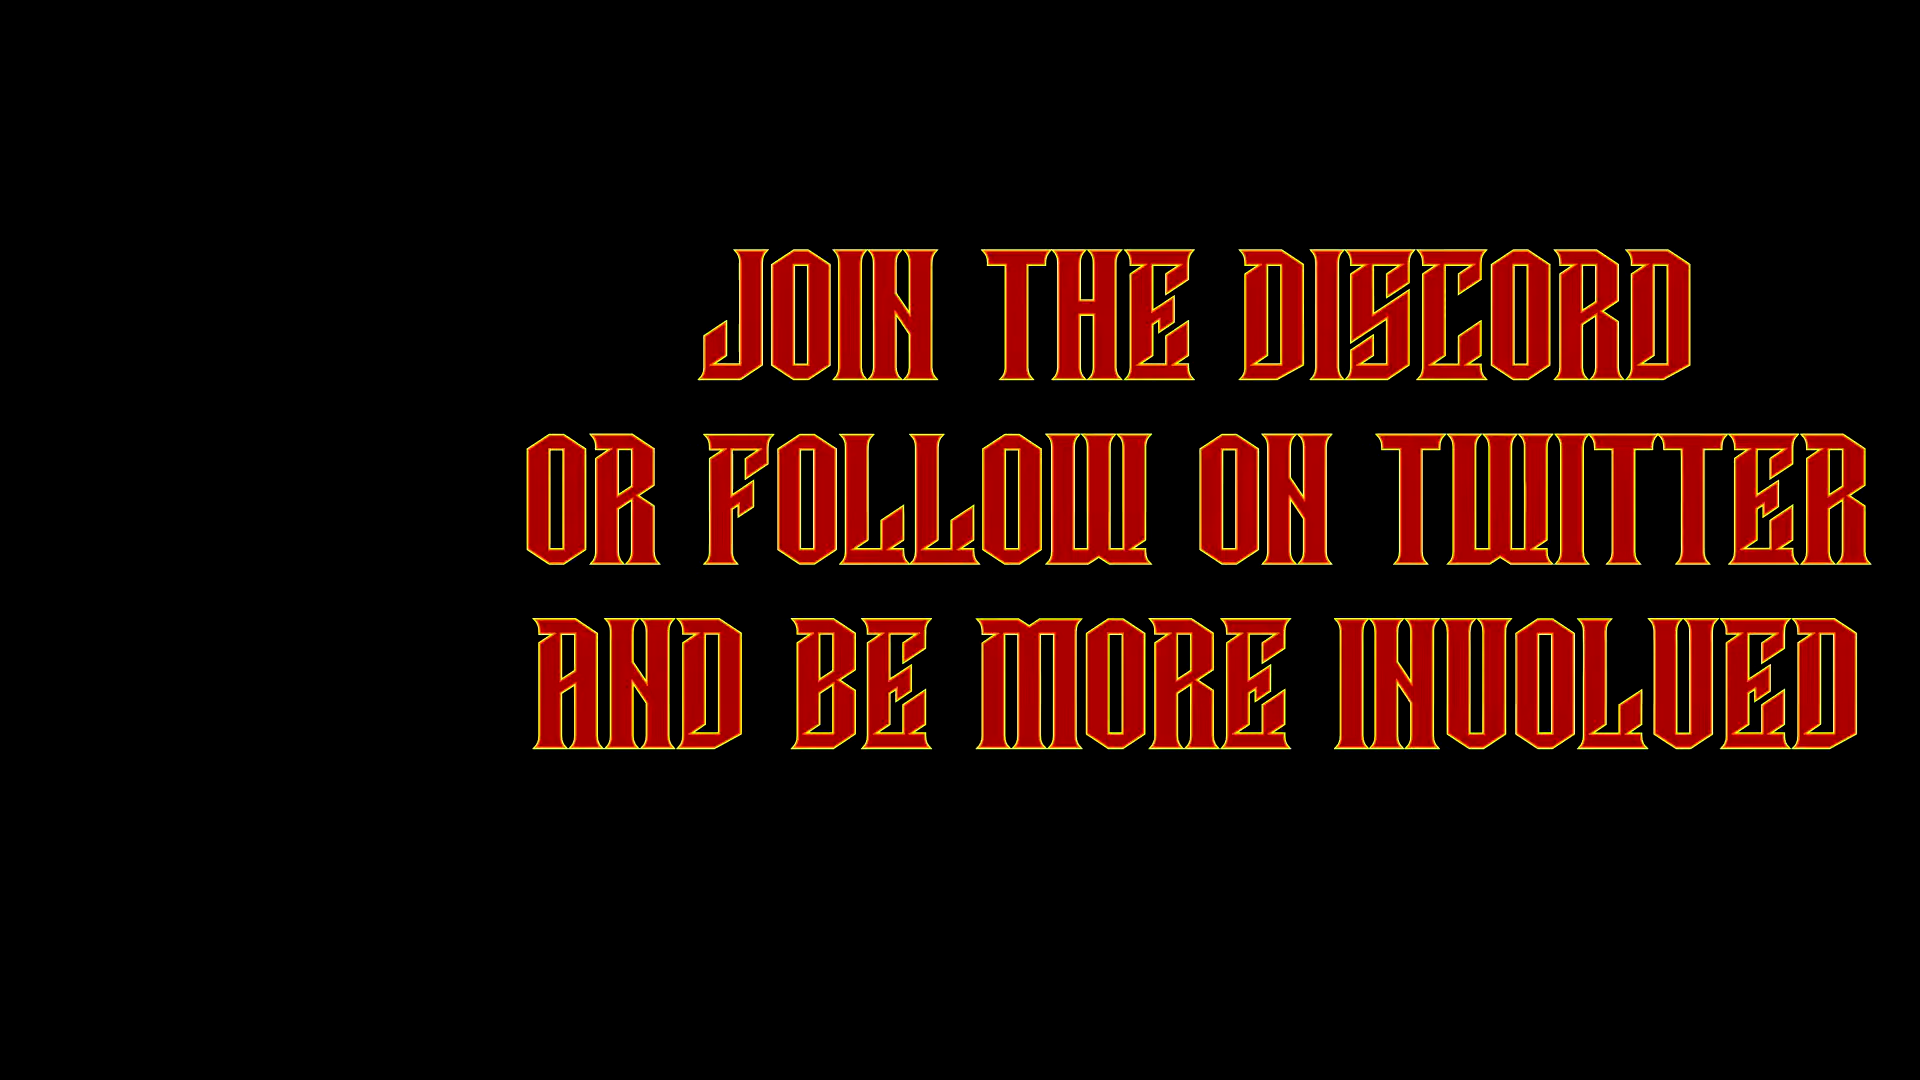 JOIN THE DISCORD
OR FOLLOW ON TWITTER
AND BE MORE INVOLVED